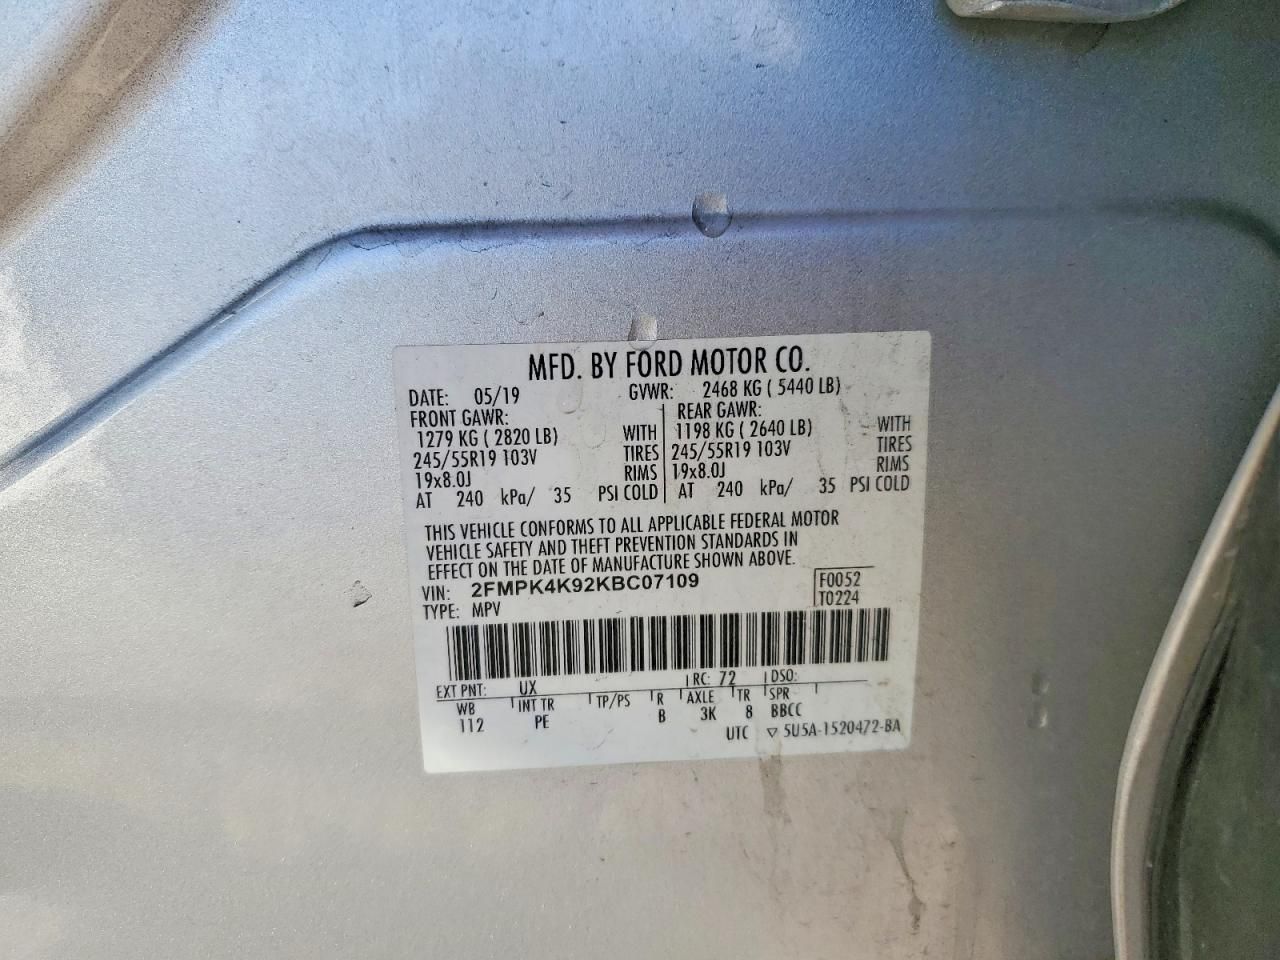 MFD. BY FORD MOTOR CO.
DATE: 05/19 GVWR: 2468 KG ( 5440 LB)
FRONT GAWR: REAR GAWR:
1279 KG ( 2820 LB) WITH 1198 KG ( 2640 LB) WITH
245/55R19 103V TIRES 245/55R19 103V TIRES
19x8.0J RIMS 19x8.0J RIMS
AT 240 kPa/ 35 PSI COLD AT 240 kPa/ 35 PSI COLD
THIS VEHICLE CONFORMS TO ALL APPLICABLE FEDERAL MOTOR
VEHICLE SAFETY AND THEFT PREVENTION STANDARDS IN
EFFECT ON THE DATE OF MANUFACTURE SHOWN ABOVE.
VIN: 2FMPK4K92KBC07109 F0052
TYPE: MPV T0224
EXT PNT: UX RC: 72 DSO:
WB INT TR TP/PS R AXLE TR SPR
112 PE B 3K 8 BBCC
UTC ▽ 5U5A-1520472-BA